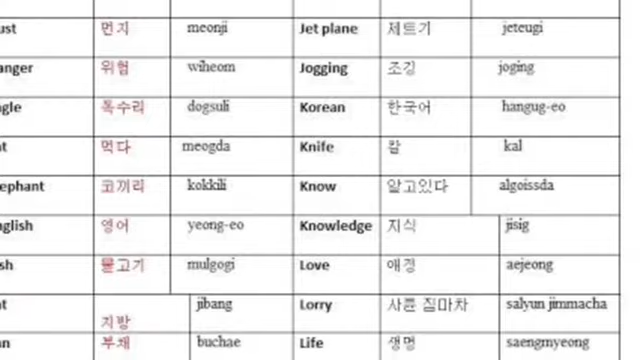 ust 먼지 meonji Jet plane 제트기 jeteugi
anger 위험 wiheom Jogging 조깅 joging
gle 독수리 dogsuli Korean 한국어 hangug-eo
t 먹다 meogda Knife 칼 kal
ephant 코끼리 kokkili Know 알고있다 algoissda
nglish 영어 yeong-eo Knowledge 지식 jisig
sh 물고기 mulgogi Love 애정 aejeong
t 지방 jibang Lorry 사륜 짐마차 salyun jimmacha
n 부채 buchae Life 생명 saengmyeong